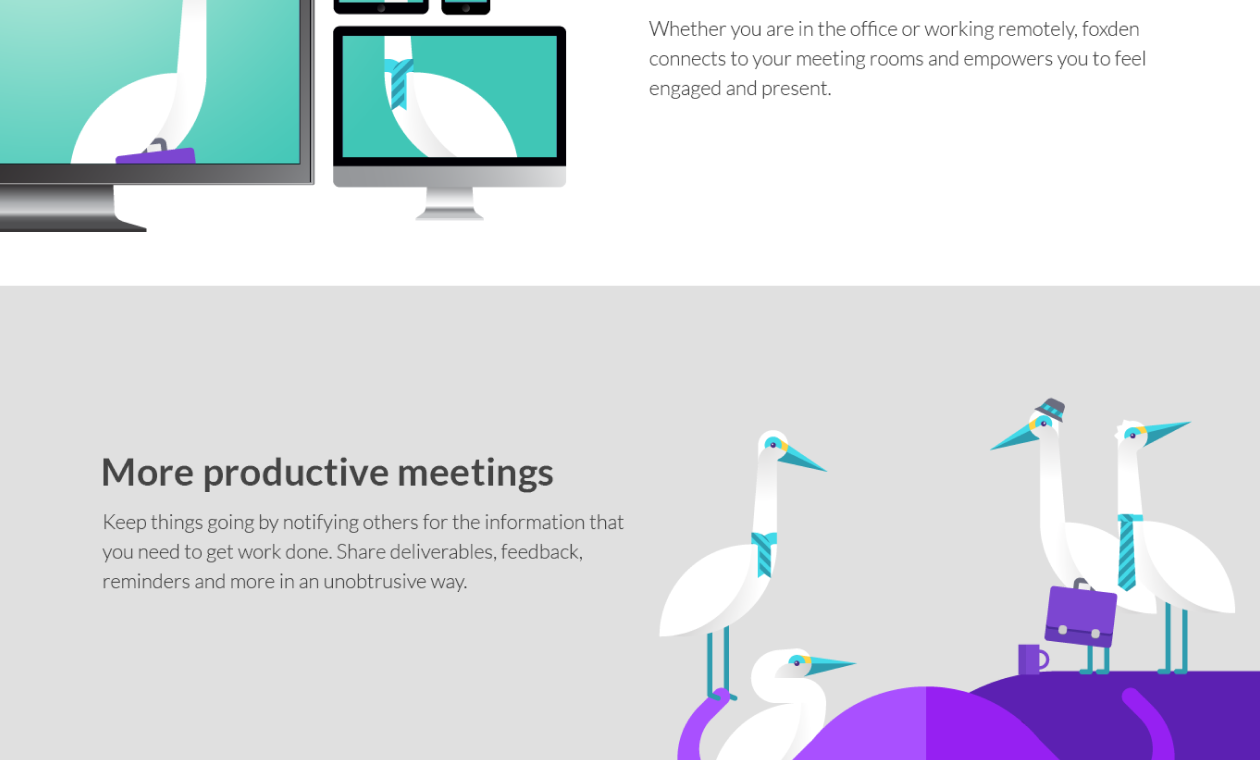 Whether you are in the office or working remotely, foxden
connects to your meeting rooms and empowers you to feel
engaged and present.
More productive meetings
Keep things going by notifying others for the information that
you need to get work done. Share deliverables, feedback,
reminders and more in an unobtrusive way.